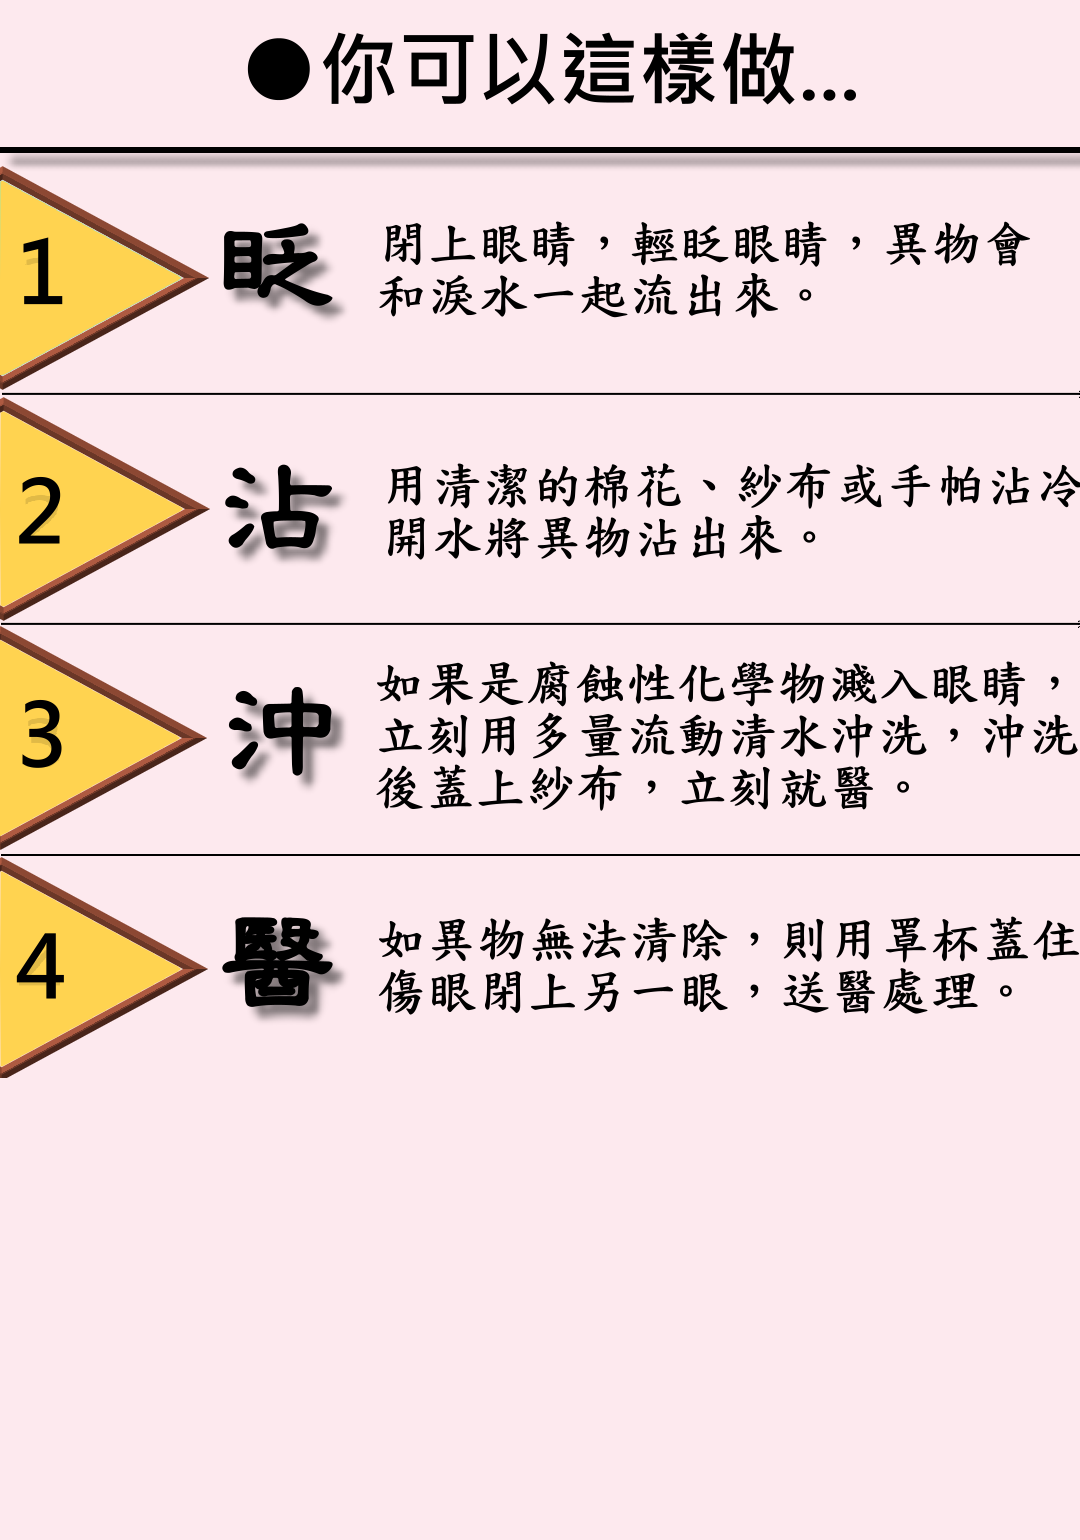 ●你可以這樣做...
1
眨
閉上眼睛，輕眨眼睛，異物會
和淚水一起流出來。
2
沾
用清潔的棉花、紗布或手帕沾冷
開水將異物沾出來。
3
沖
如果是腐蝕性化學物濺入眼睛，
立刻用多量流動清水沖洗，沖洗
後蓋上紗布，立刻就醫。
4
醫
如異物無法清除，則用罩杯蓋住
傷眼閉上另一眼，送醫處理。